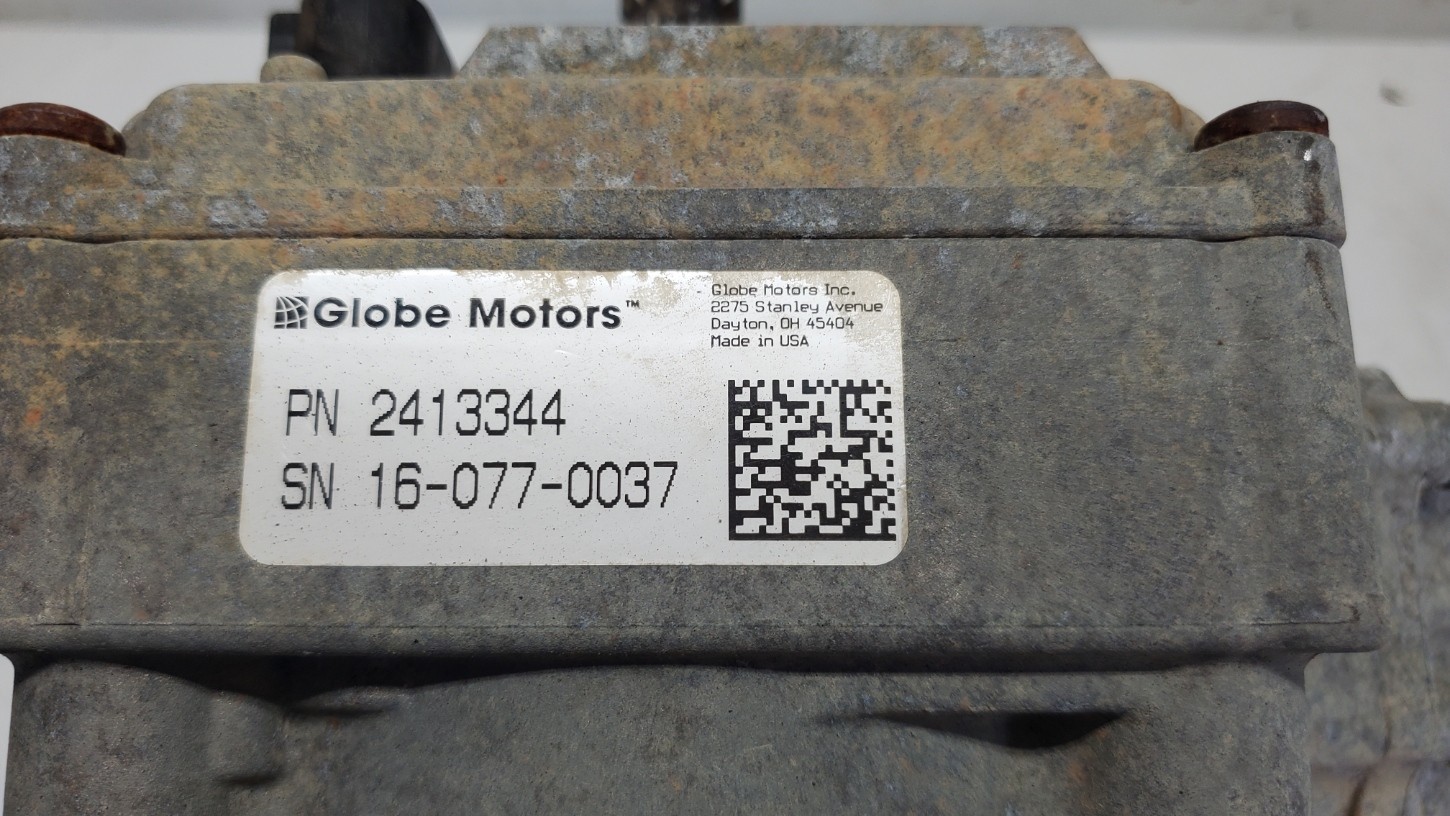 Globe Motors™
Globe Motors Inc.
2275 Stanley Avenue
Dayton, OH 45404
Made in USA
PN 2413344
SN 16-077-0037